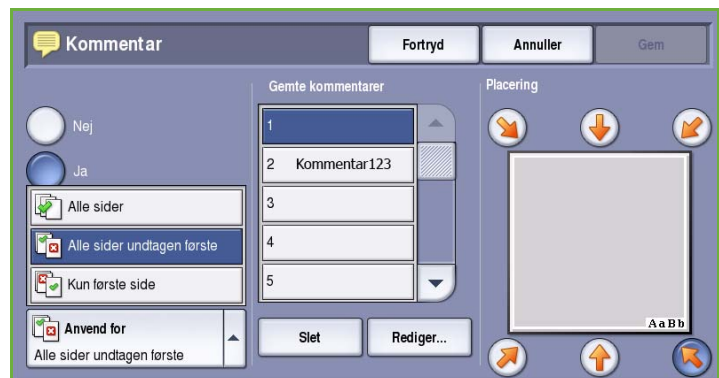 Kommentar
Fortryd
Annuller
Gem
Nej
Ja
Alle sider
Alle sider undtagen første
Kun første side
Anvend for
Alle sider undtagen første
Gemte kommentarer
1
2 Kommentar123
3
4
5
Slet
Rediger...
Placering
AaBb